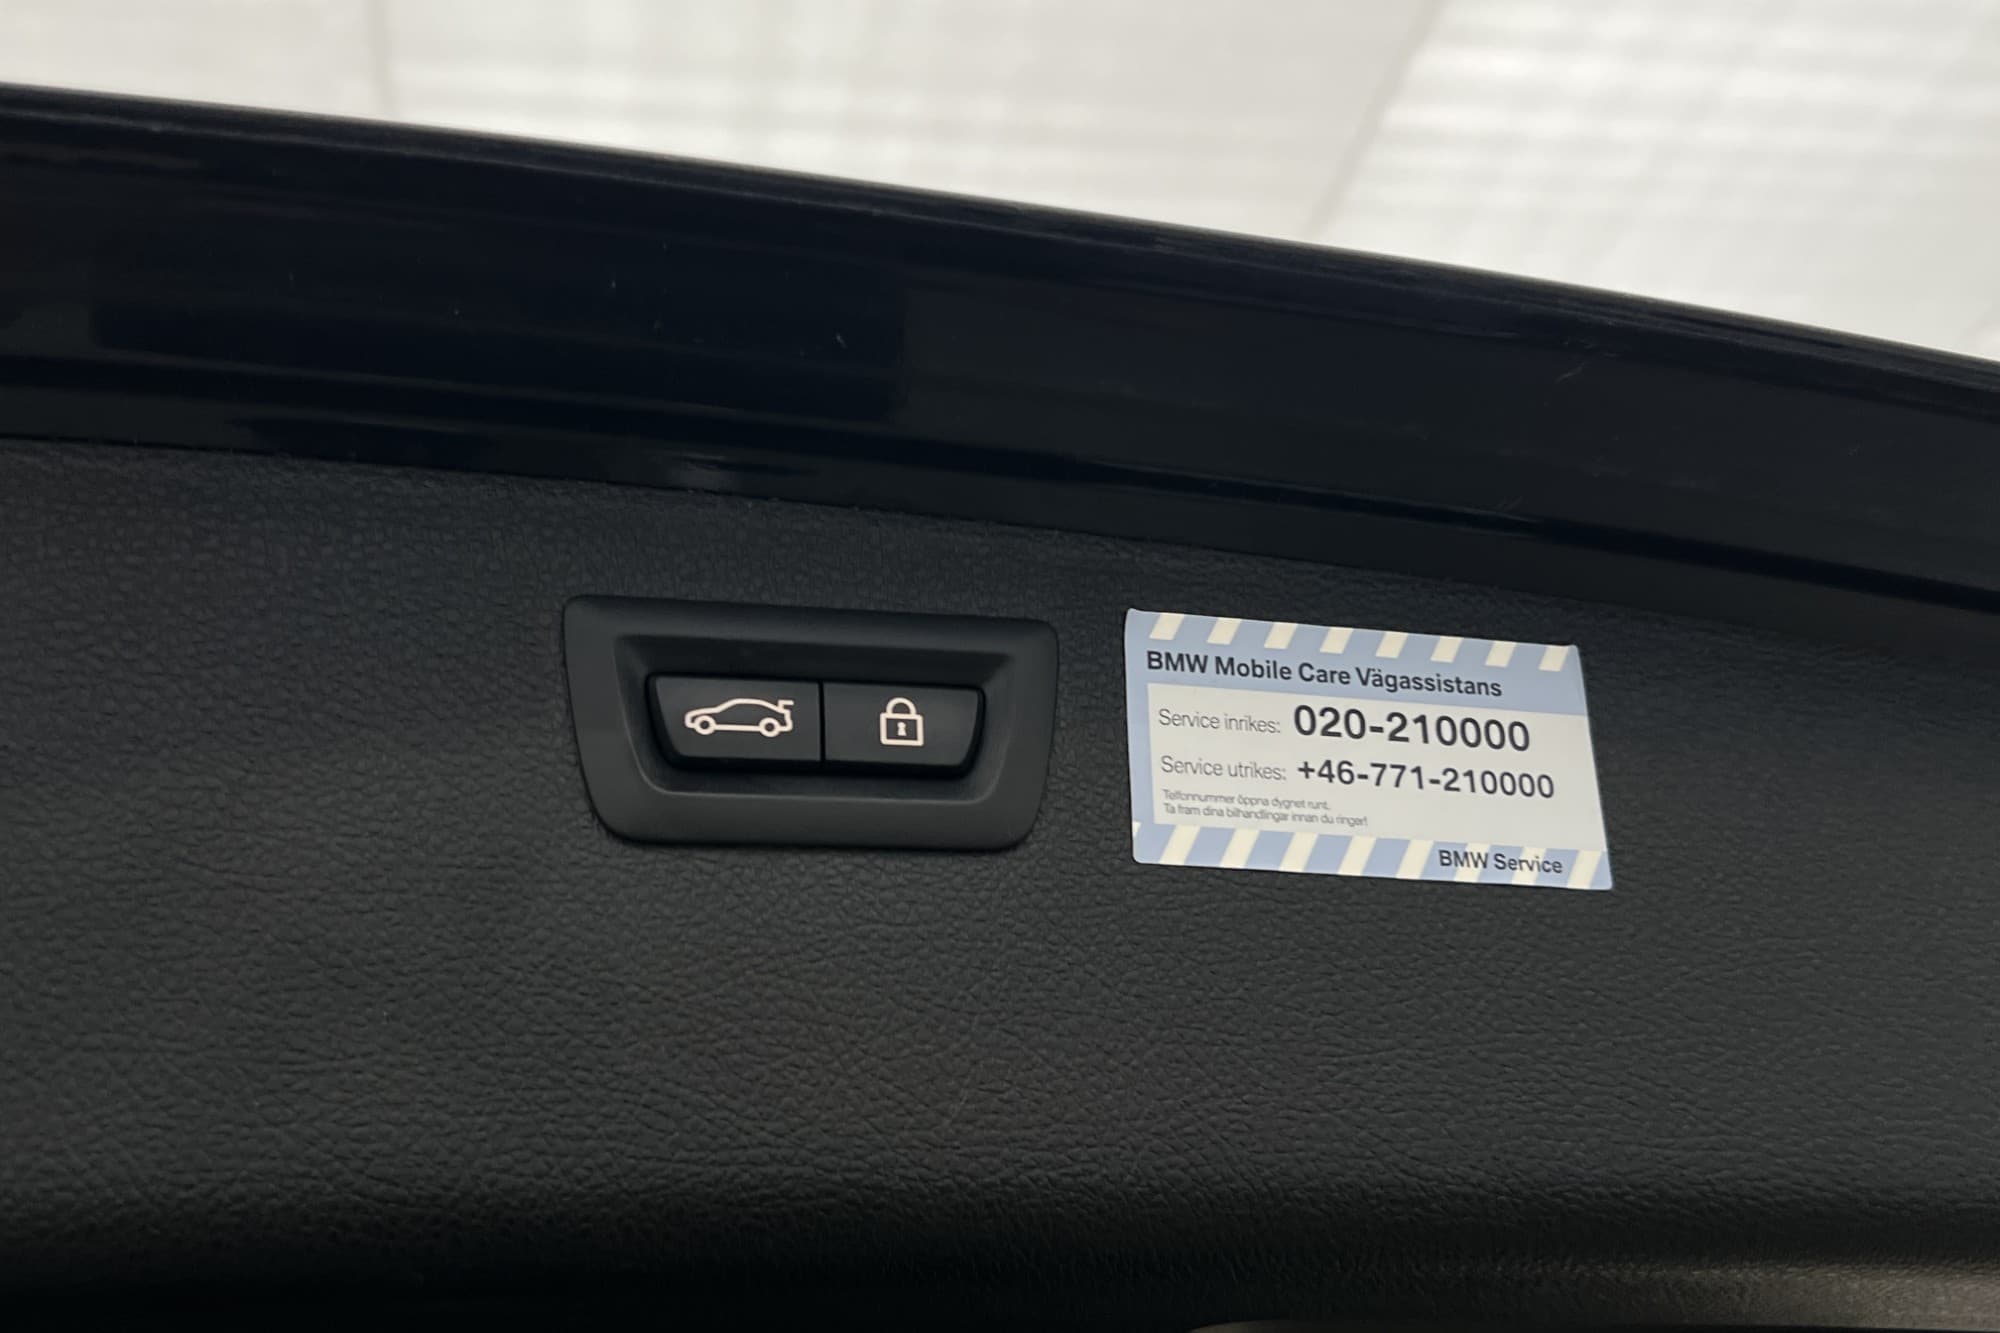 BMW Mobile Care Vägassistans
Service inrikes: 020-210000
Service utrikes: +46-771-210000
Telfonnummer öppna dygnet runt.
Ta fram dina bilhandlingar innan du ringer!
BMW Service